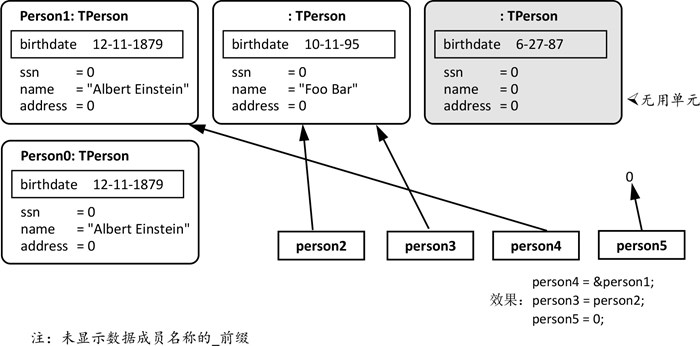 Person1: TPerson
birthdate 12-11-1879
ssn = 0
name = "Albert Einstein"
address = 0
: TPerson
birthdate 10-11-95
ssn = 0
name = "Foo Bar"
address = 0
: TPerson
birthdate 6-27-87
ssn = 0
name = 0
address = 0
无用单元
Person0: TPerson
birthdate 12-11-1879
ssn = 0
name = "Albert Einstein"
address = 0
0
person2
person3
person4
person5
person4 = &person1;
效果：person3 = person2;
person5 = 0;
注：未显示数据成员名称的_前缀